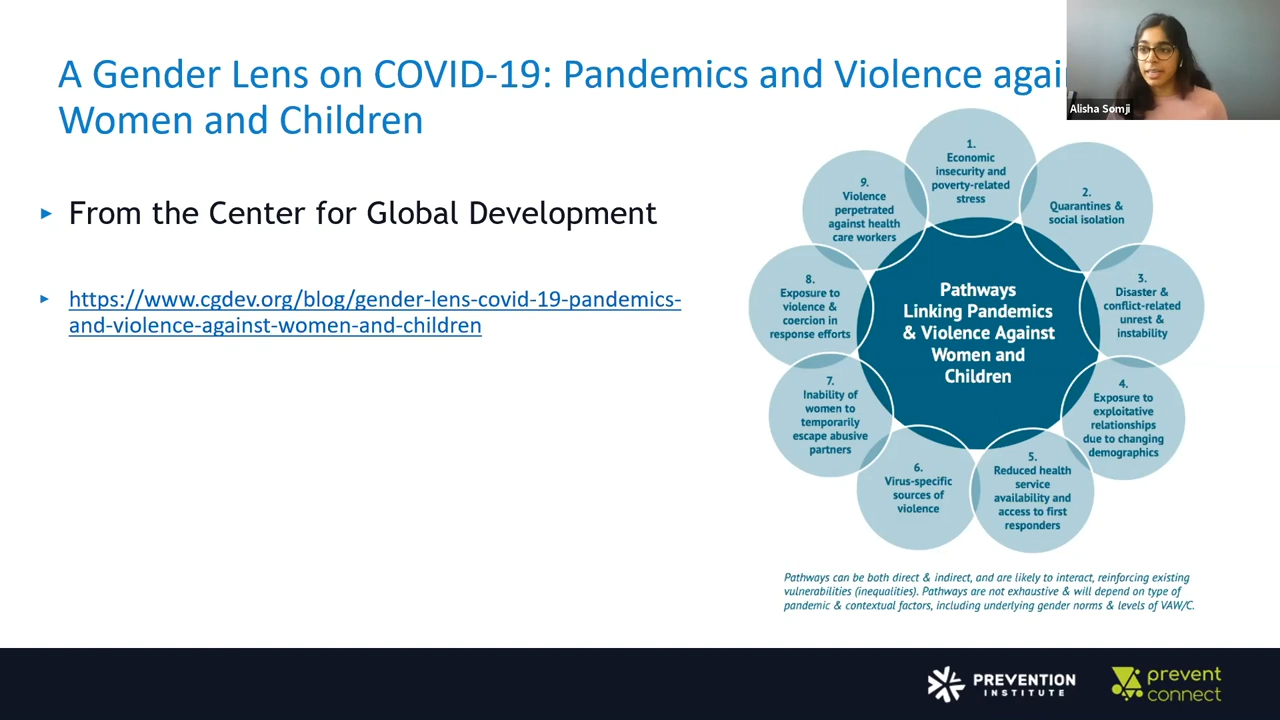 A Gender Lens on COVID-19: Pandemics and Violence agai
Women and Children
Alisha Somji
From the Center for Global Development
https://www.cgdev.org/blog/gender-lens-covid-19-pandemics-
and-violence-against-women-and-children
Pathways
Linking Pandemics
& Violence Against
Women and
Children
1.
Economic
insecurity and
poverty-related
stress
2.
Quarantines &
social isolation
3.
Disaster &
conflict-related
unrest &
instability
4.
Exposure to
exploitative
relationships
due to changing
demographics
5.
Reduced health
service
availability and
access to first
responders
6.
Virus-specific
sources of
violence
7.
Inability of
women to
temporarily
escape abusive
partners
8.
Exposure to
violence &
coercion in
response efforts
9.
Violence
perpetrated
against health
care workers
Pathways can be both direct & indirect, and are likely to interact, reinforcing existing
vulnerabilities (inequalities). Pathways are not exhaustive & will depend on type of
pandemic & contextual factors, including underlying gender norms & levels of VAW/C.
PREVENTION
INSTITUTE
prevent
connect